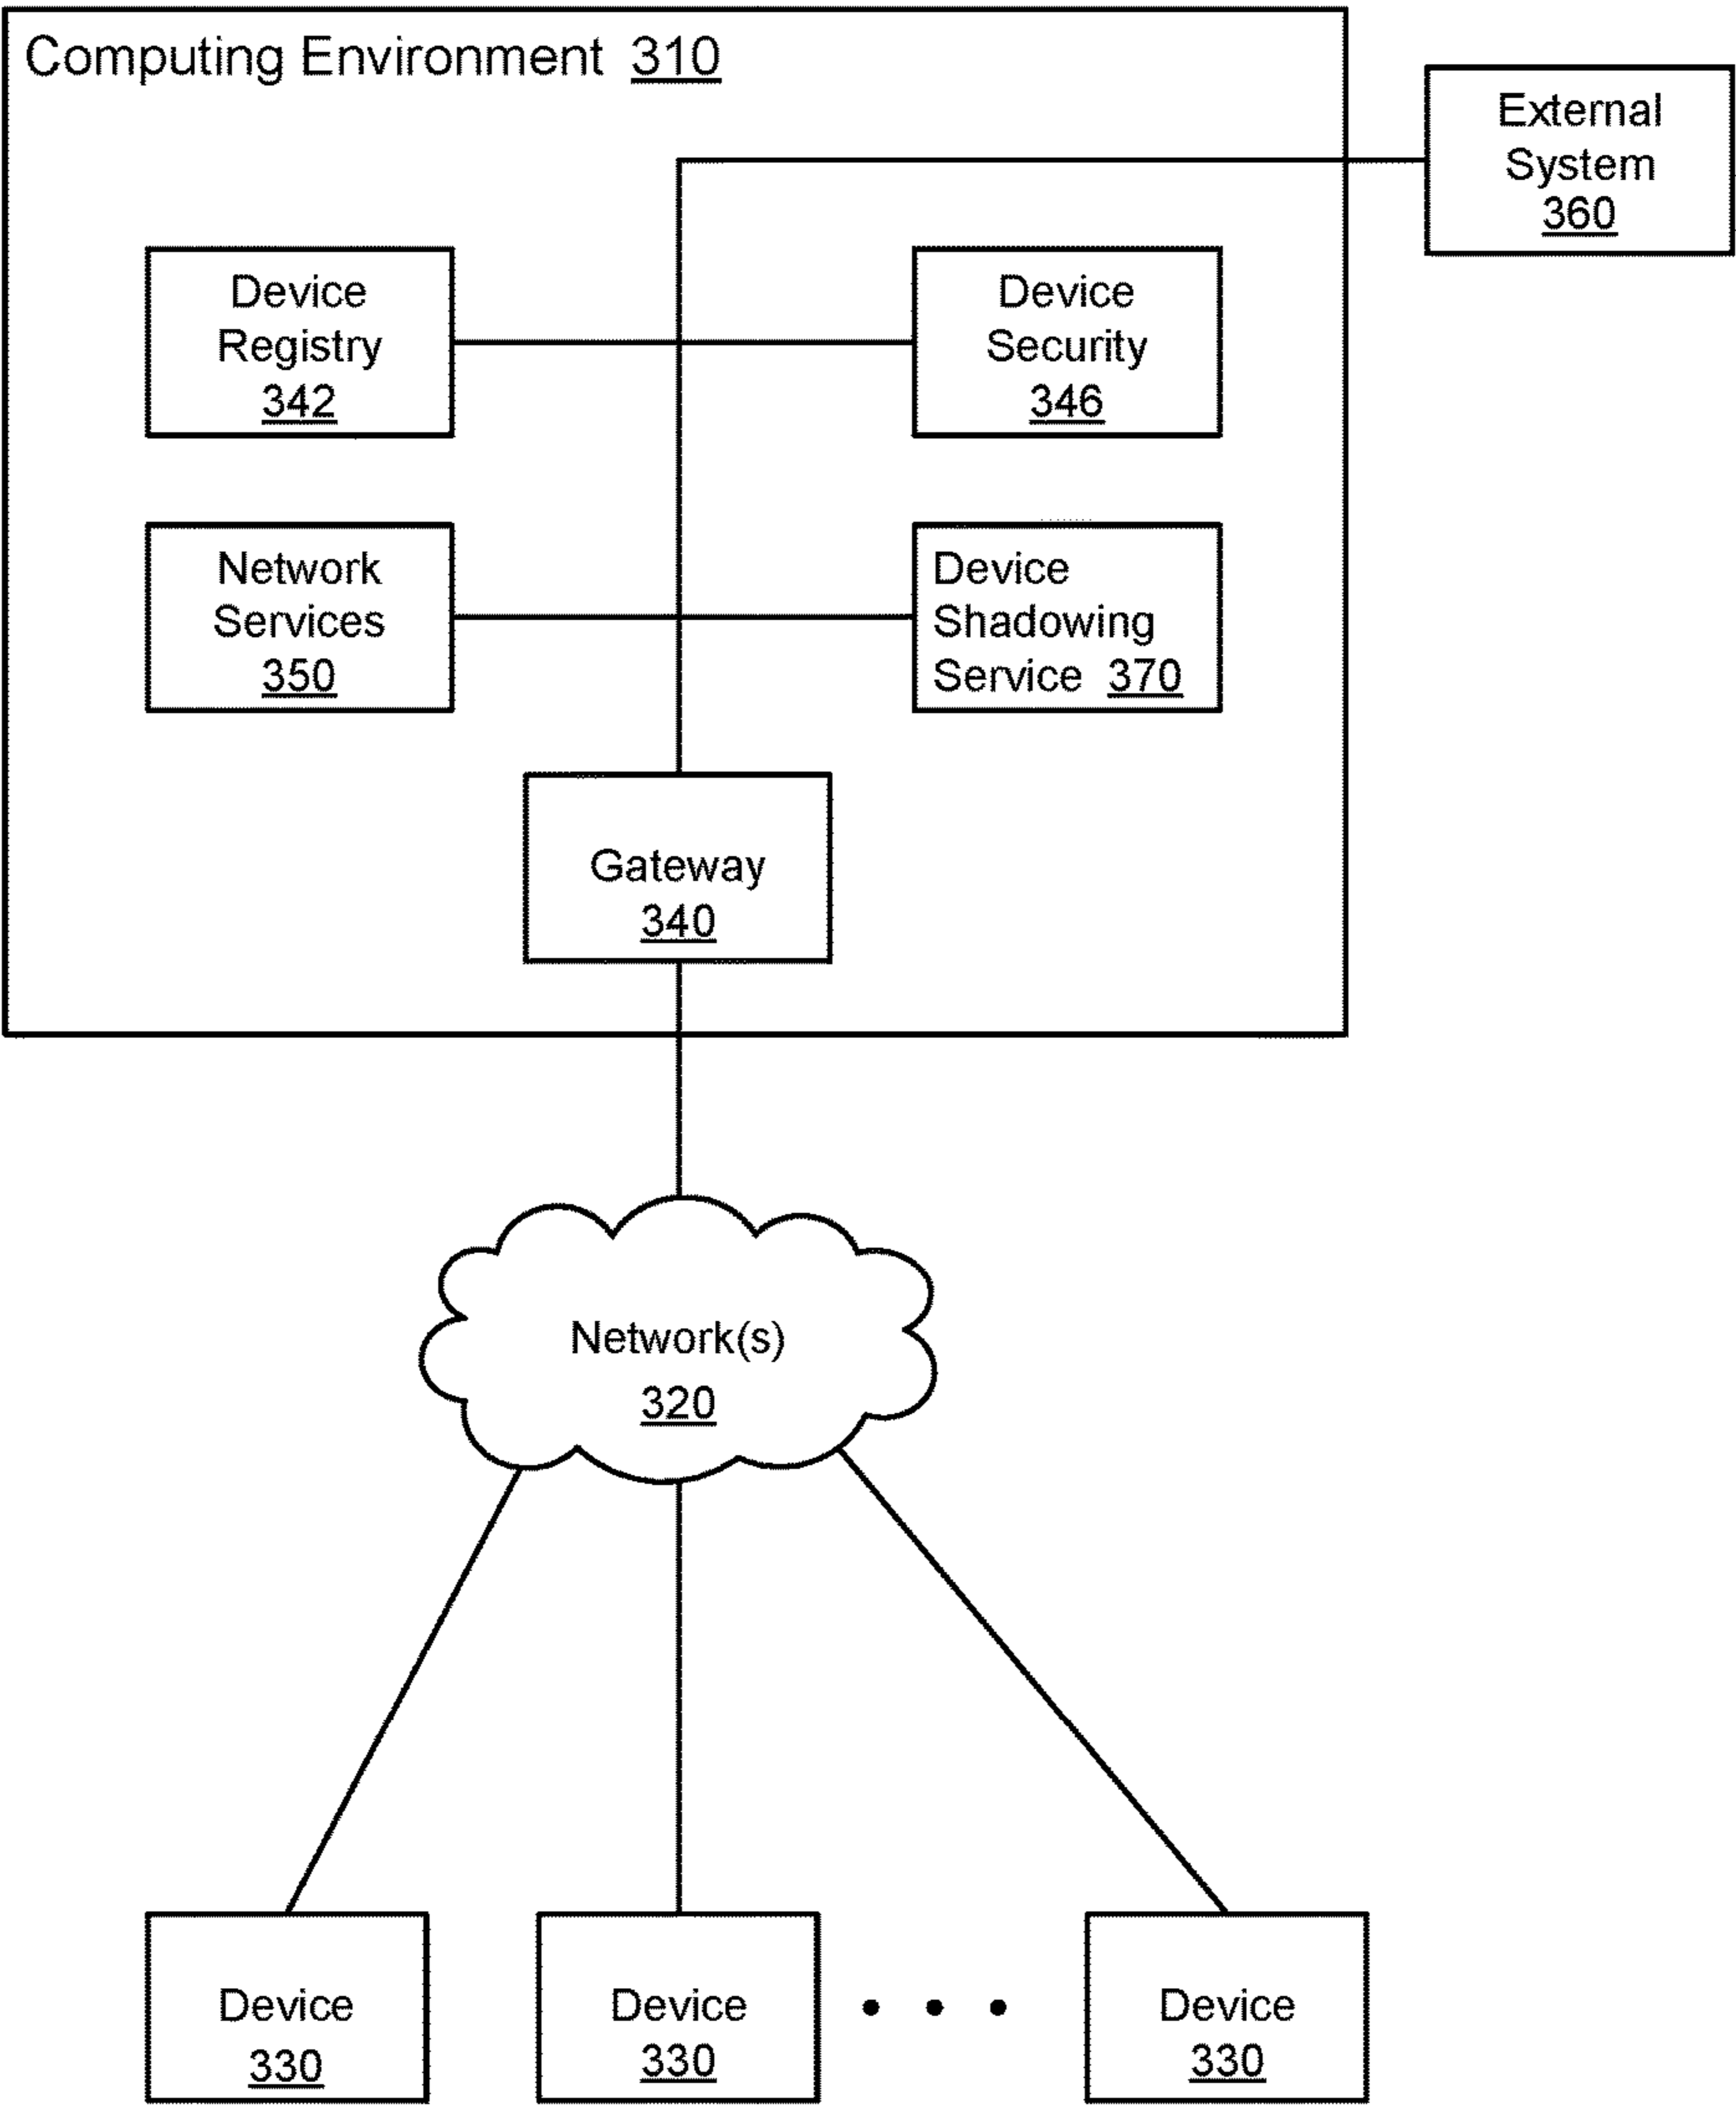 Computing Environment 310
External
System
360
Device
Registry
342
Device
Security
346
Network
Services
350
Device
Shadowing
Service 370
Gateway
340
Network(s)
320
Device
330
Device
330
Device
330